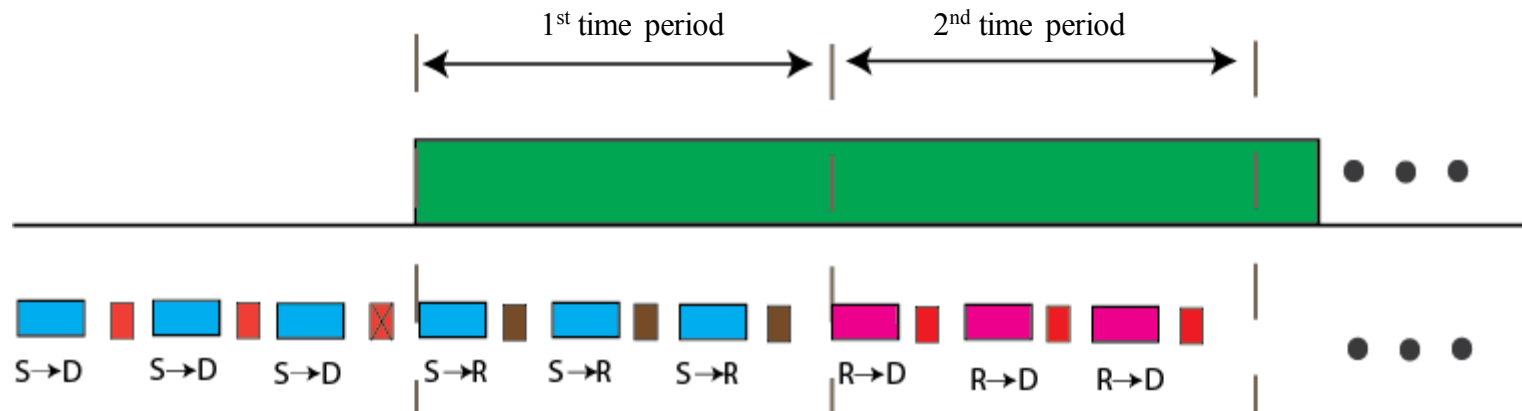 1st time period
2nd time period
S→D
S→D
S→D
S→R
S→R
S→R
R→D
R→D
R→D